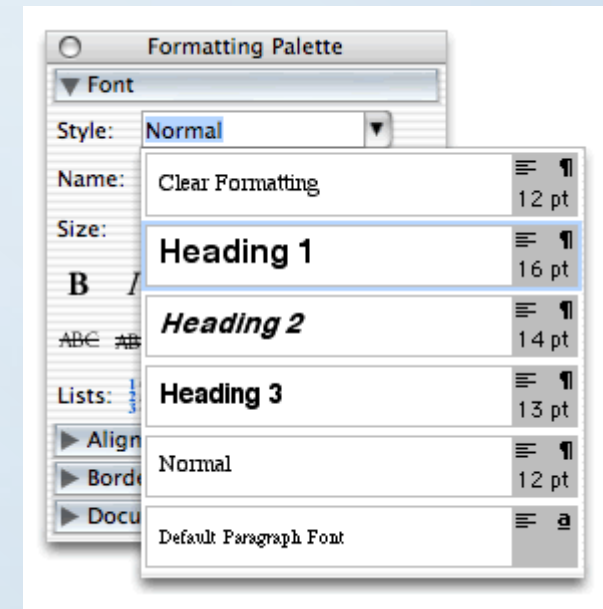 Formatting Palette
Font
Style: Normal
Name:
Clear Formatting
12 pt
Size:
Heading 1
16 pt
B I
Heading 2
14 pt
ABC
Lists:
Heading 3
13 pt
Normal
12 pt
Default Paragraph Font
a